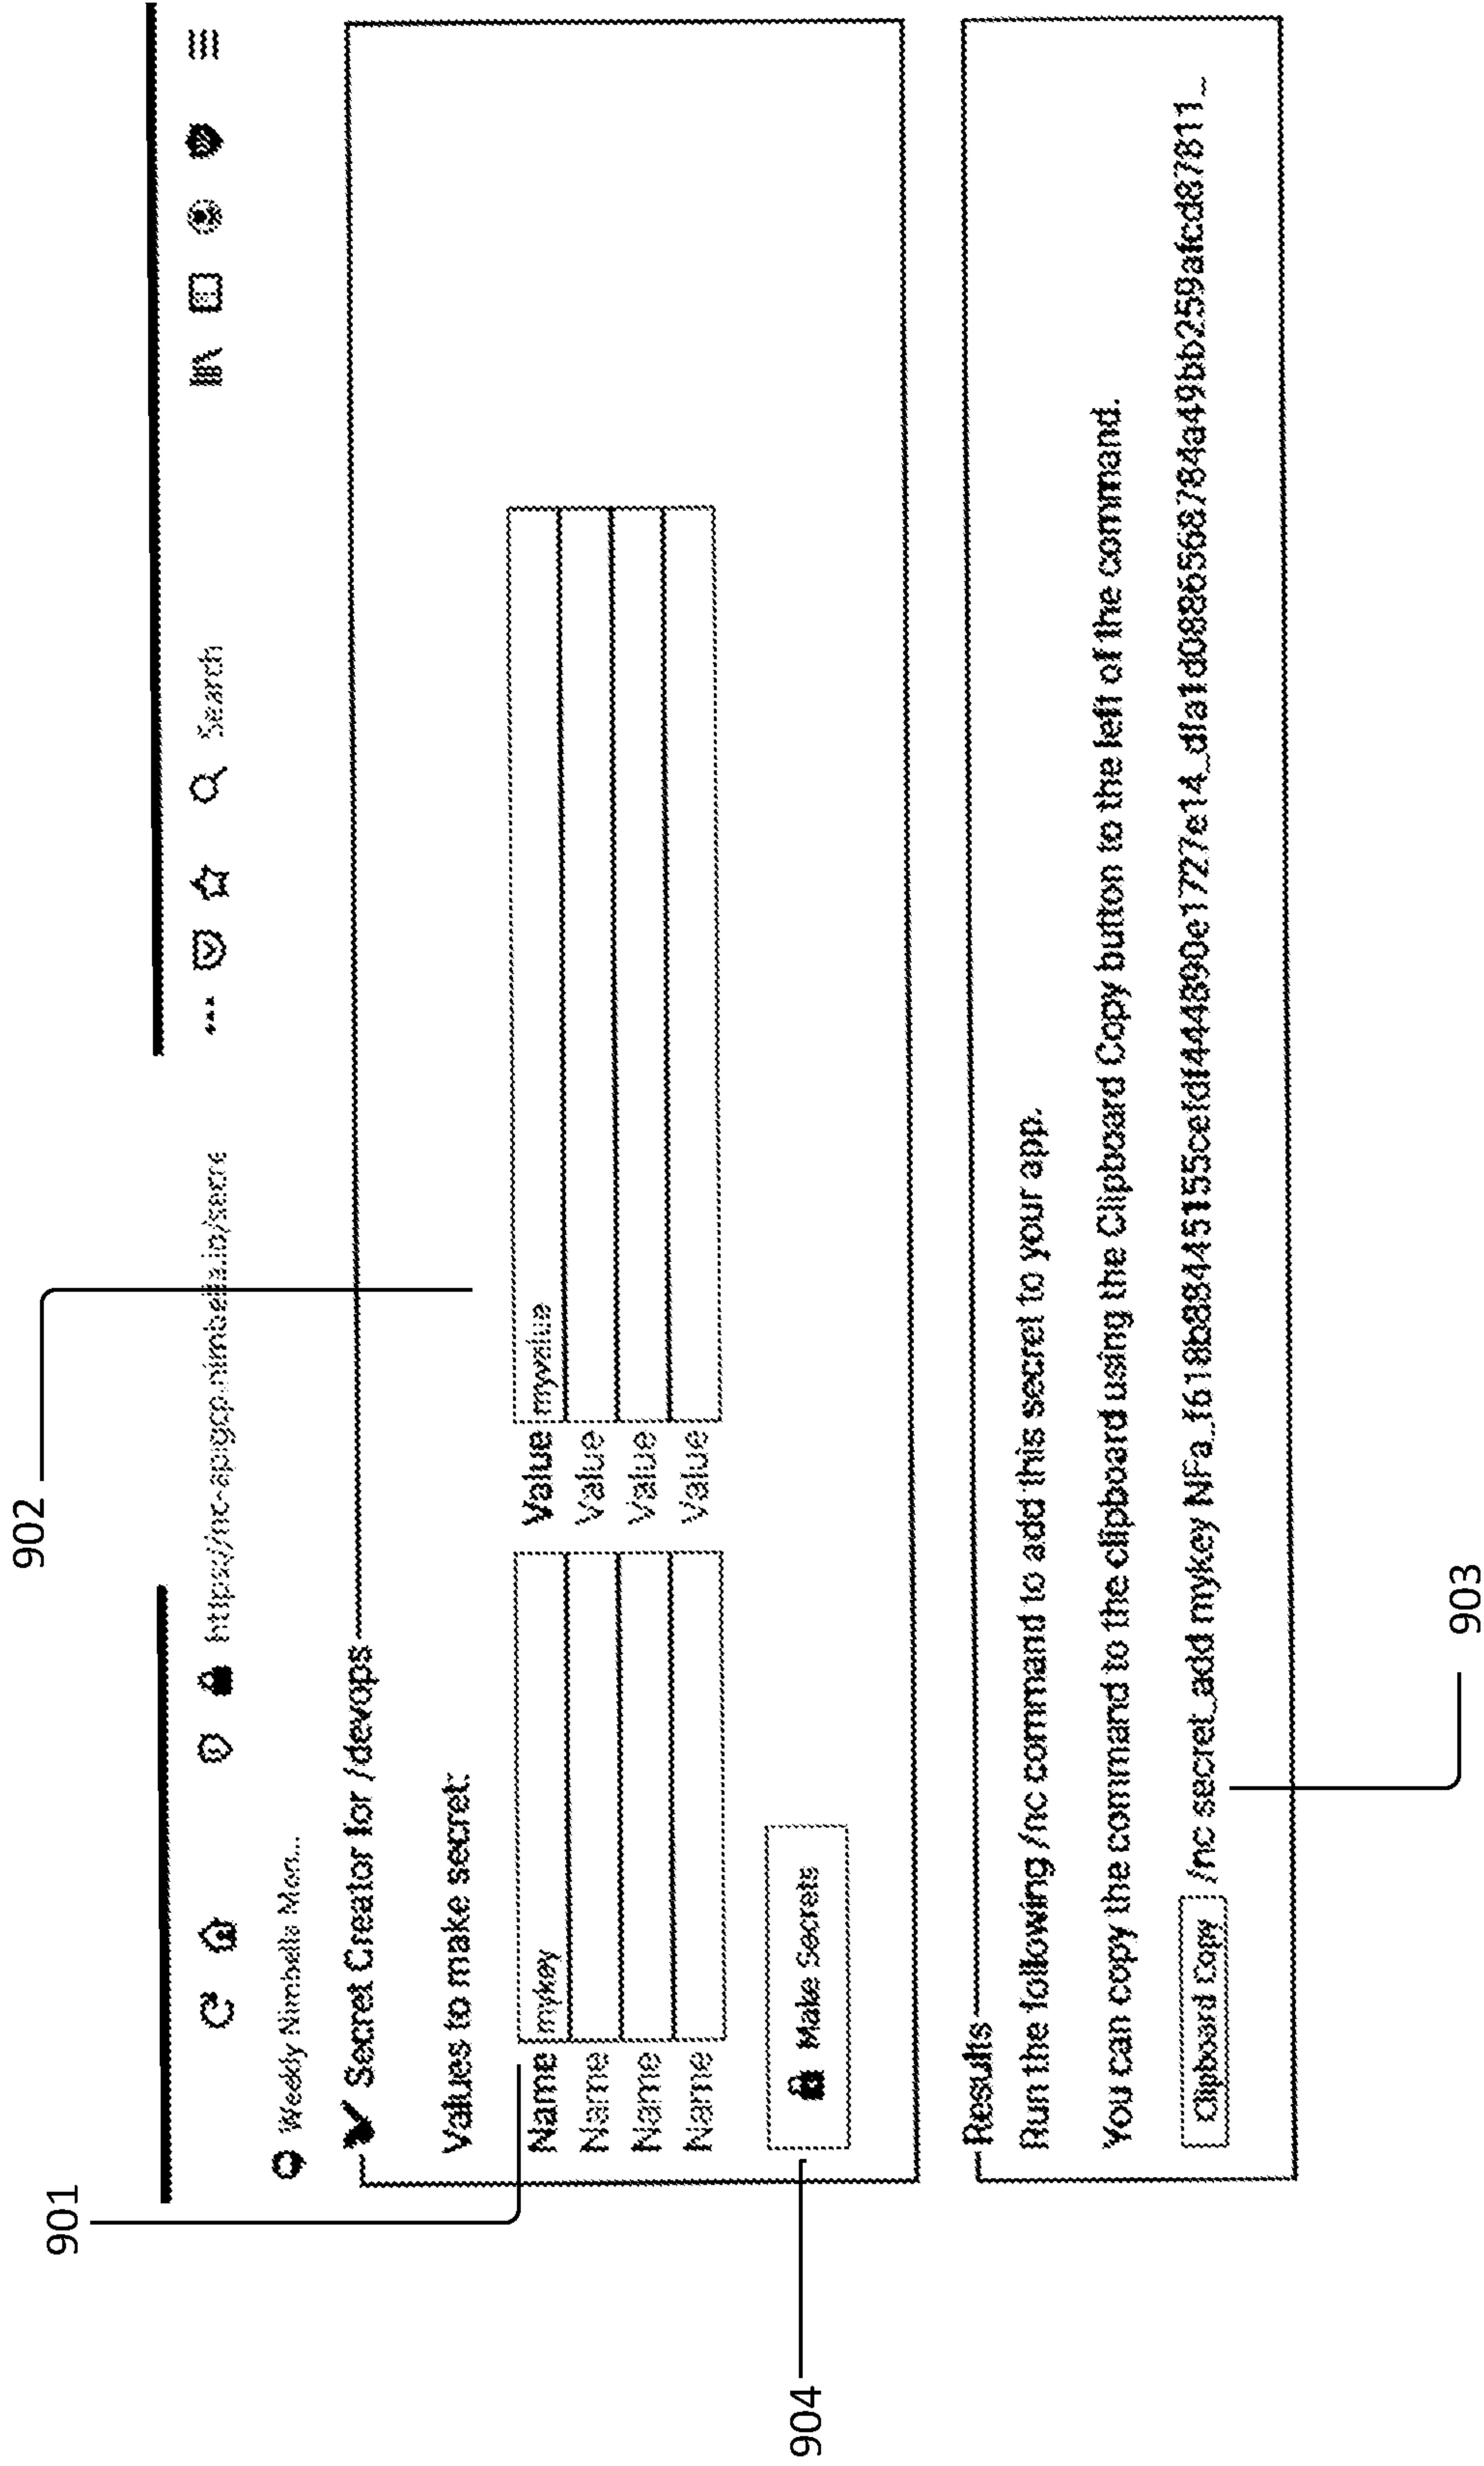 901
902
https://nc-apigcp.nimbella.io/secre
Search
Weekly Nimbella Mon...
Secret Creator for /devops
Values to make secret:
Name mykey Value myvalue
Name Value
Name Value
Name Value
904
Make Secrets
Results
Run the following /nc command to add this secret to your app.
You can copy the command to the clipboard using the Clipboard Copy button to the left of the command.
Clipboard Copy /nc secret_add mykey
903